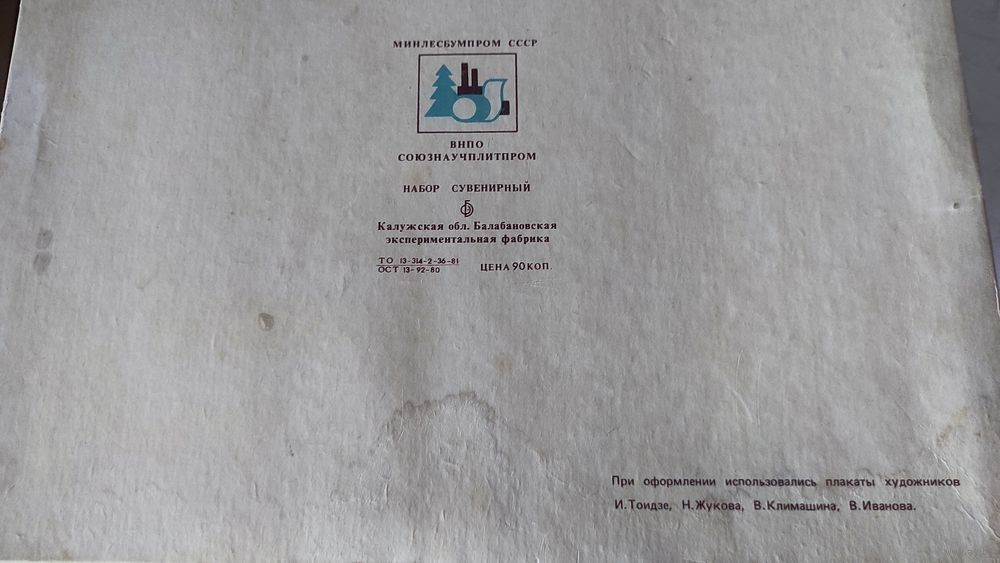 МИНЛЕСБУМПРОМ СССР
ВНПО
СОЮЗНАУЧПЛИТПРОМ
НАБОР СУВЕНИРНЫЙ
Калужская обл. Балабановская
экспериментальная фабрика
ТО 13-314-2-36-81
ОСТ 13-92-80
ЦЕНА 90 КОП.
При оформлении использовались плакаты художников
И.Тоидзе, Н.Жукова, В.Климашина, В.Иванова.